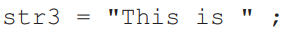 str3 = "This is " ;